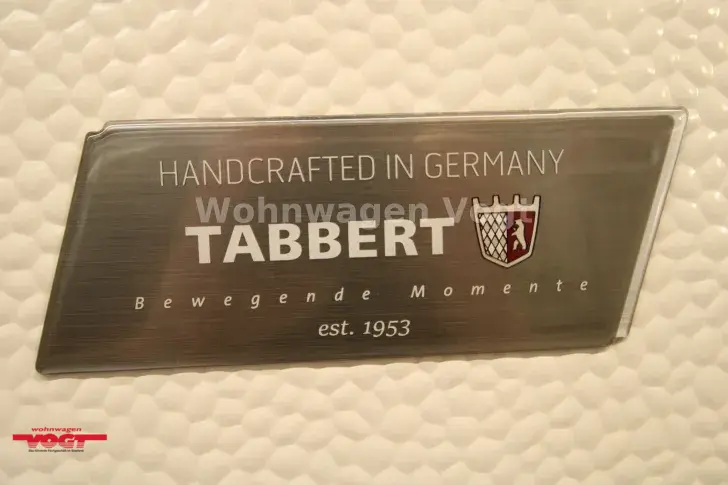 HANDCRAFTED IN GERMANY
Wohnwagen Vogt
TABBERT
Bewegende Momente
est. 1953
wohnwagen
VOGT